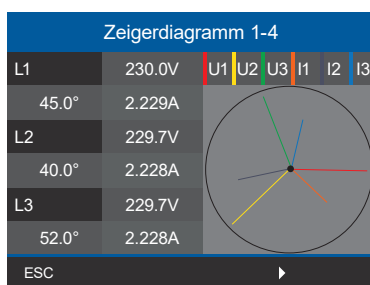 Zeigerdiagramm 1-4
L1 230.0V U1 U2 U3 I1 I2 I3
45.0° 2.229A
L2 229.7V
40.0° 2.228A
L3 229.7V
52.0° 2.228A
ESC